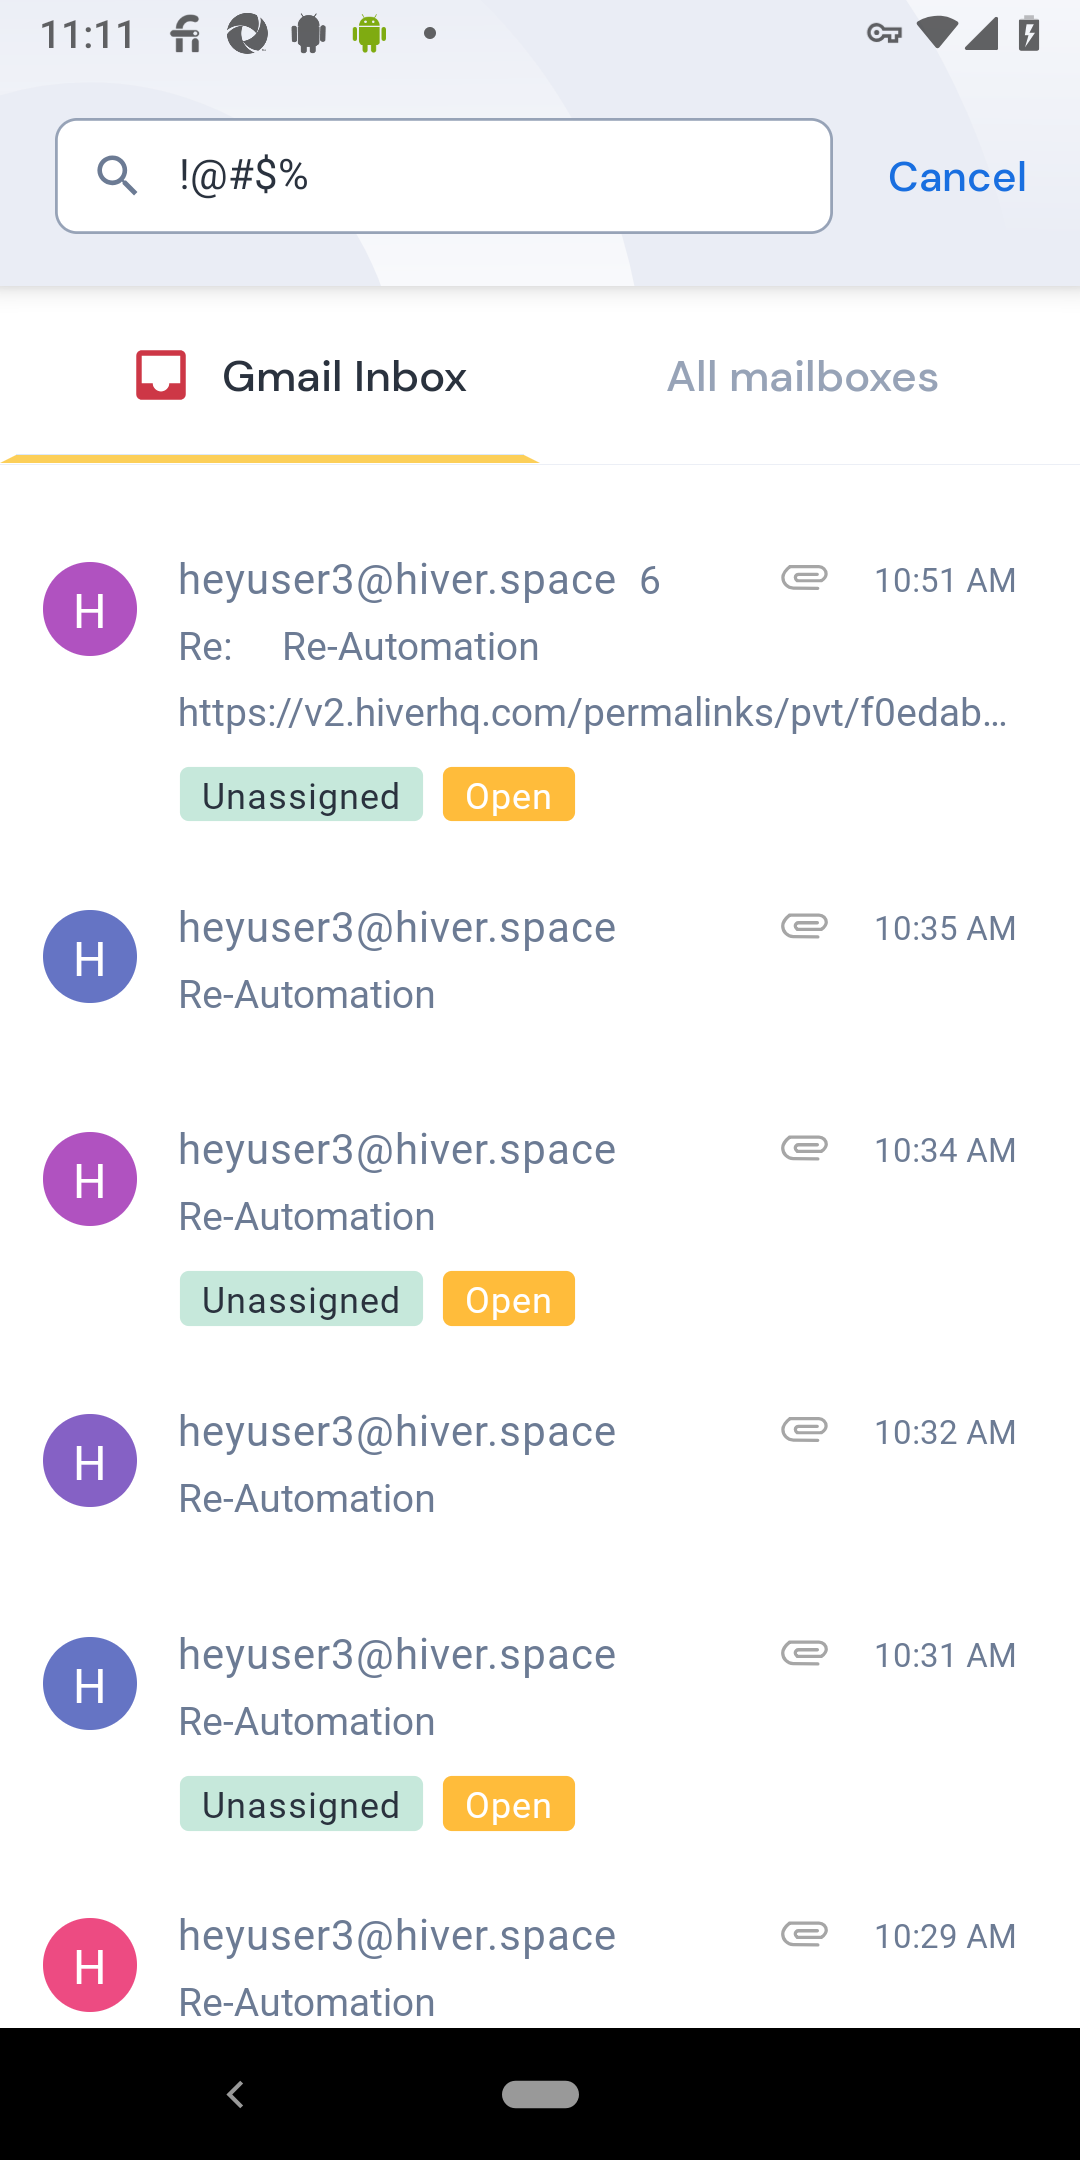 11:11
!@#$%
Cancel
Gmail Inbox
All mailboxes
H
heyuser3@hiver.space 6
10:51 AM
Re: Re-Automation
https://v2.hiverhq.com/permalinks/pvt/f0edab...
Unassigned
Open
H
heyuser3@hiver.space
10:35 AM
Re-Automation
H
heyuser3@hiver.space
10:34 AM
Re-Automation
Unassigned
Open
H
heyuser3@hiver.space
10:32 AM
Re-Automation
H
heyuser3@hiver.space
10:31 AM
Re-Automation
Unassigned
Open
H
heyuser3@hiver.space
10:29 AM
Re-Automation